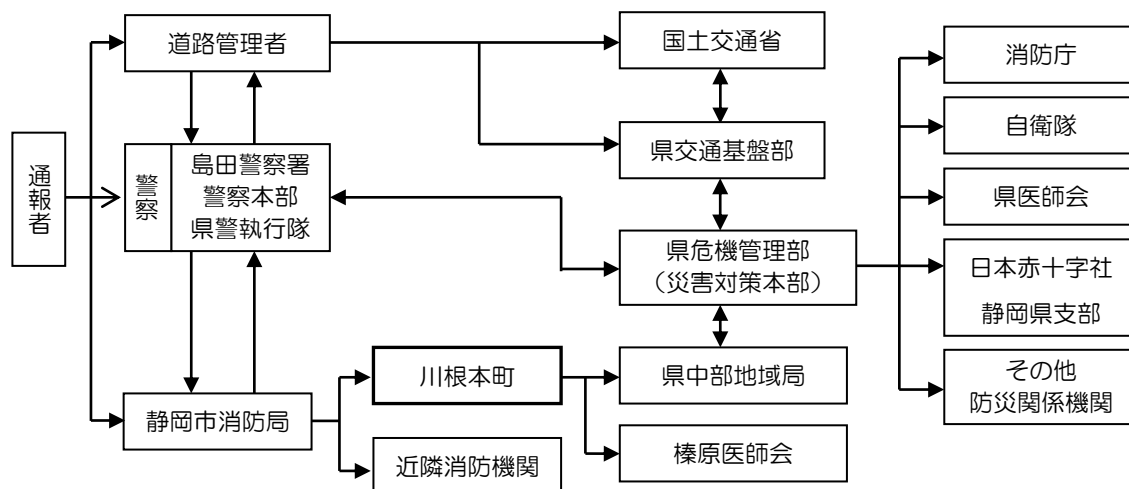 通報者
道路管理者
警察
島田警察署
警察本部
県警執行隊
静岡市消防局
川根本町
近隣消防機関
国土交通省
県交通基盤部
県危機管理部
（災害対策本部）
県中部地域局
榛原医師会
消防庁
自衛隊
県医師会
日本赤十字社
静岡県支部
その他
防災関係機関